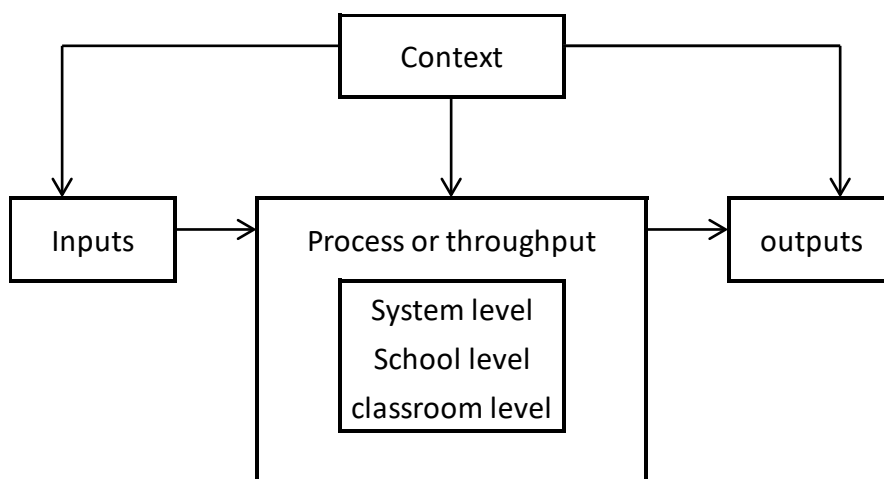 Context
Inputs
Process or throughput
outputs
System level
School level
classroom level